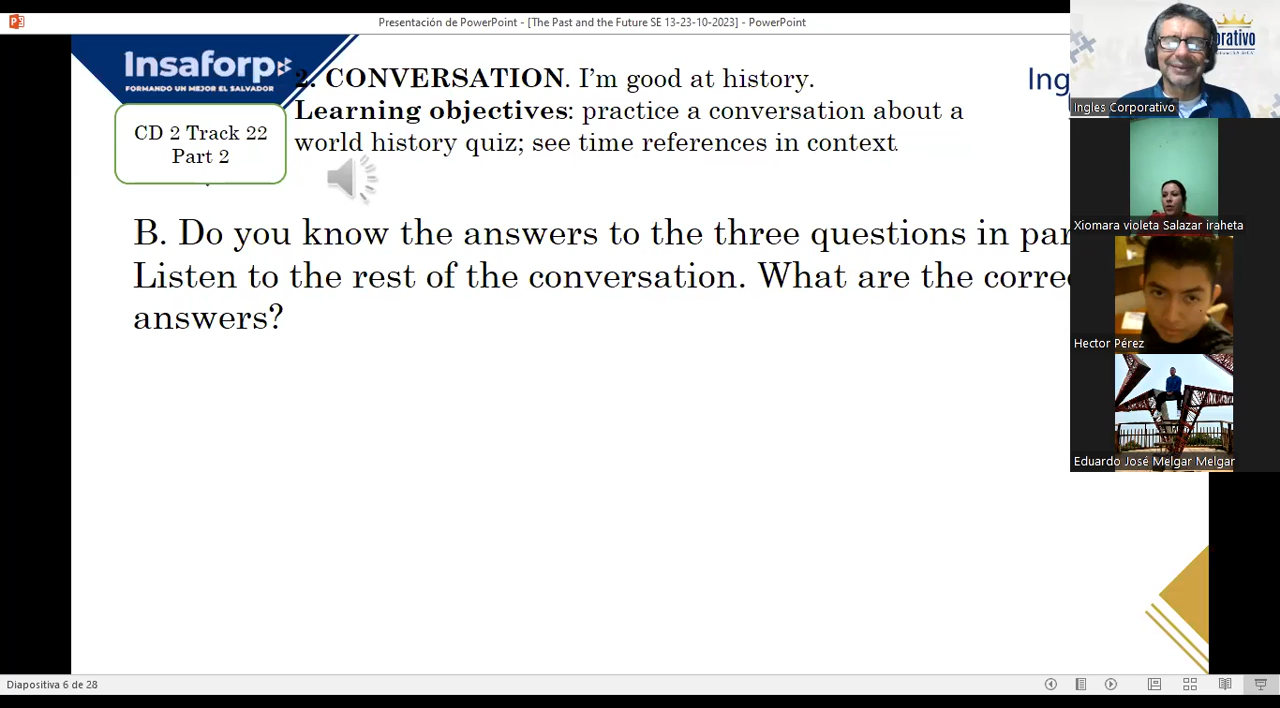 Presentación de PowerPoint - [The Past and the Future SE 13-23-10-2023] - PowerPoint
Insaforp
FORMANDO UN MEJOR EL SALVADOR
2. CONVERSATION. I'm good at history.
Learning objectives: practice a conversation about a
world history quiz; see time references in context.
CD 2 Track 22
Part 2
Ing
B. Do you know the answers to the three questions in par
Listen to the rest of the conversation. What are the corre
answers?
orativo
Ingles Corporativo
Xiomara violeta Salazar iraheta
Hector Pérez
Eduardo José Melgar Melgar
Diapositiva 6 de 28